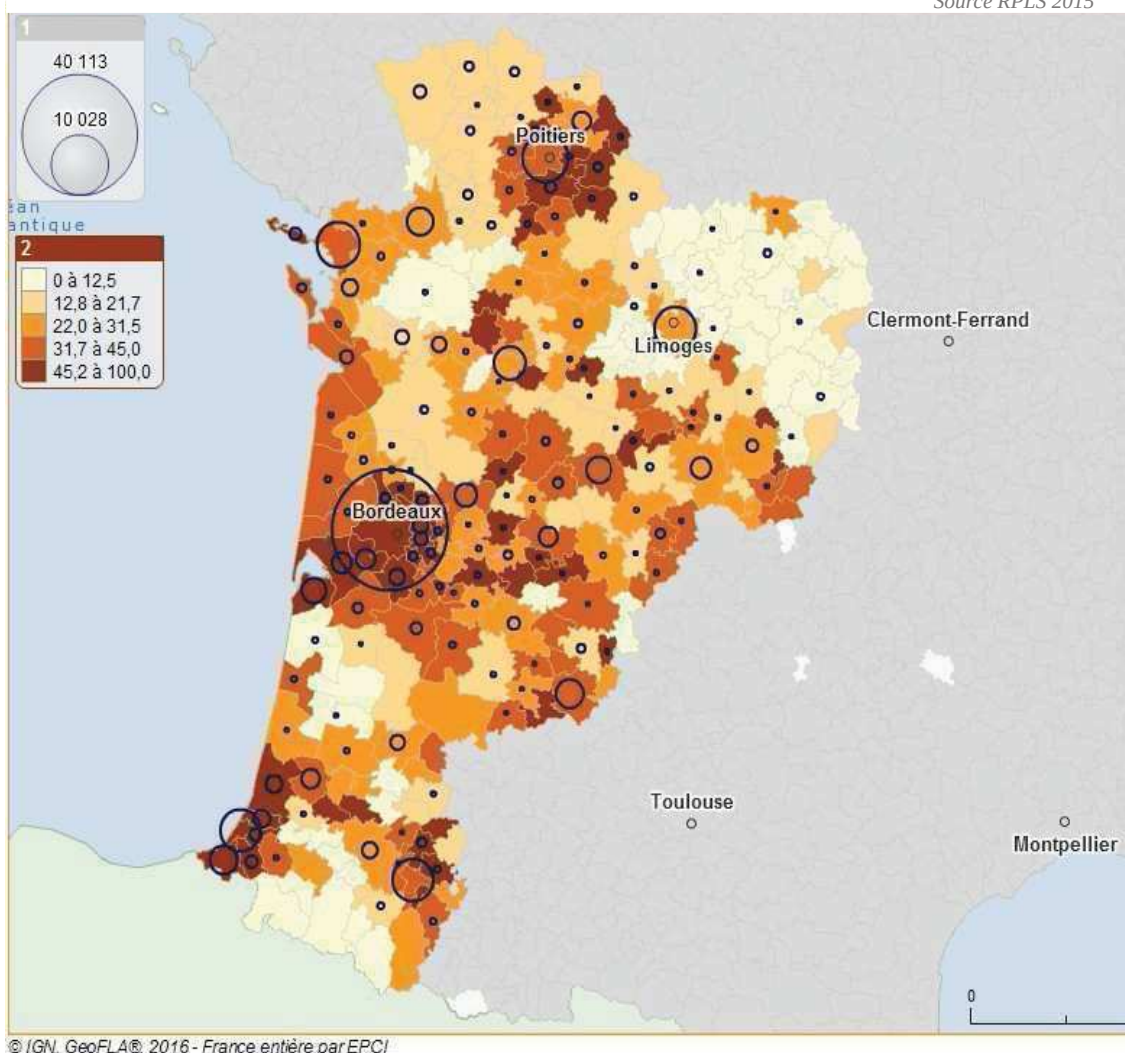 Source RPLS 2015
1
40 113
10 028
éan
antique
2
0 à 12,5
12,8 à 21,7
22,0 à 31,5
31,7 à 45,0
45,2 à 100,0
Poitiers
Clermont-Ferrand
Limoges
Bordeaux
Toulouse
Montpellier
0
© IGN, GeoFLA®, 2016 - France entière par EPCI